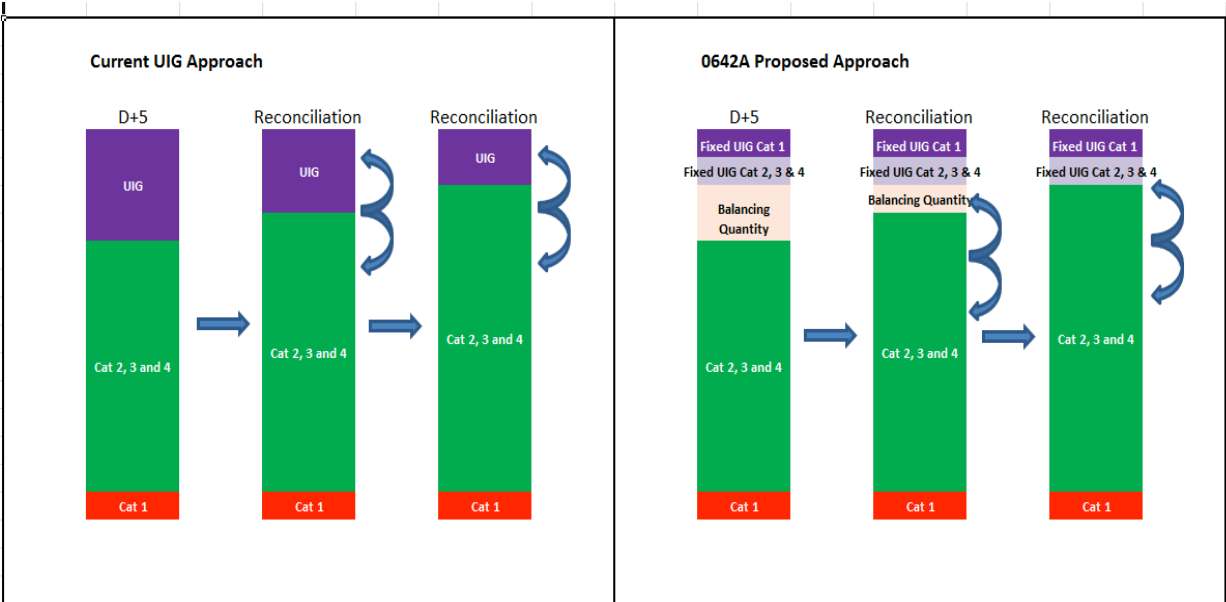 Current UIG Approach
D+5
Reconciliation
Reconciliation
UIG
UIG
UIG
Cat 2, 3 and 4
Cat 2, 3 and 4
Cat 2, 3 and 4
Cat 1
Cat 1
Cat 1
0642A Proposed Approach
D+5
Reconciliation
Reconciliation
Fixed UIG Cat 1
Fixed UIG Cat 1
Fixed UIG Cat 1
Fixed UIG Cat 2, 3 & 4
Fixed UIG Cat 2, 3 & 4
Fixed UIG Cat 2, 3 & 4
Balancing
Quantity
Balancing Quantity
Cat 2, 3 and 4
Cat 2, 3 and 4
Cat 2, 3 and 4
Cat 1
Cat 1
Cat 1